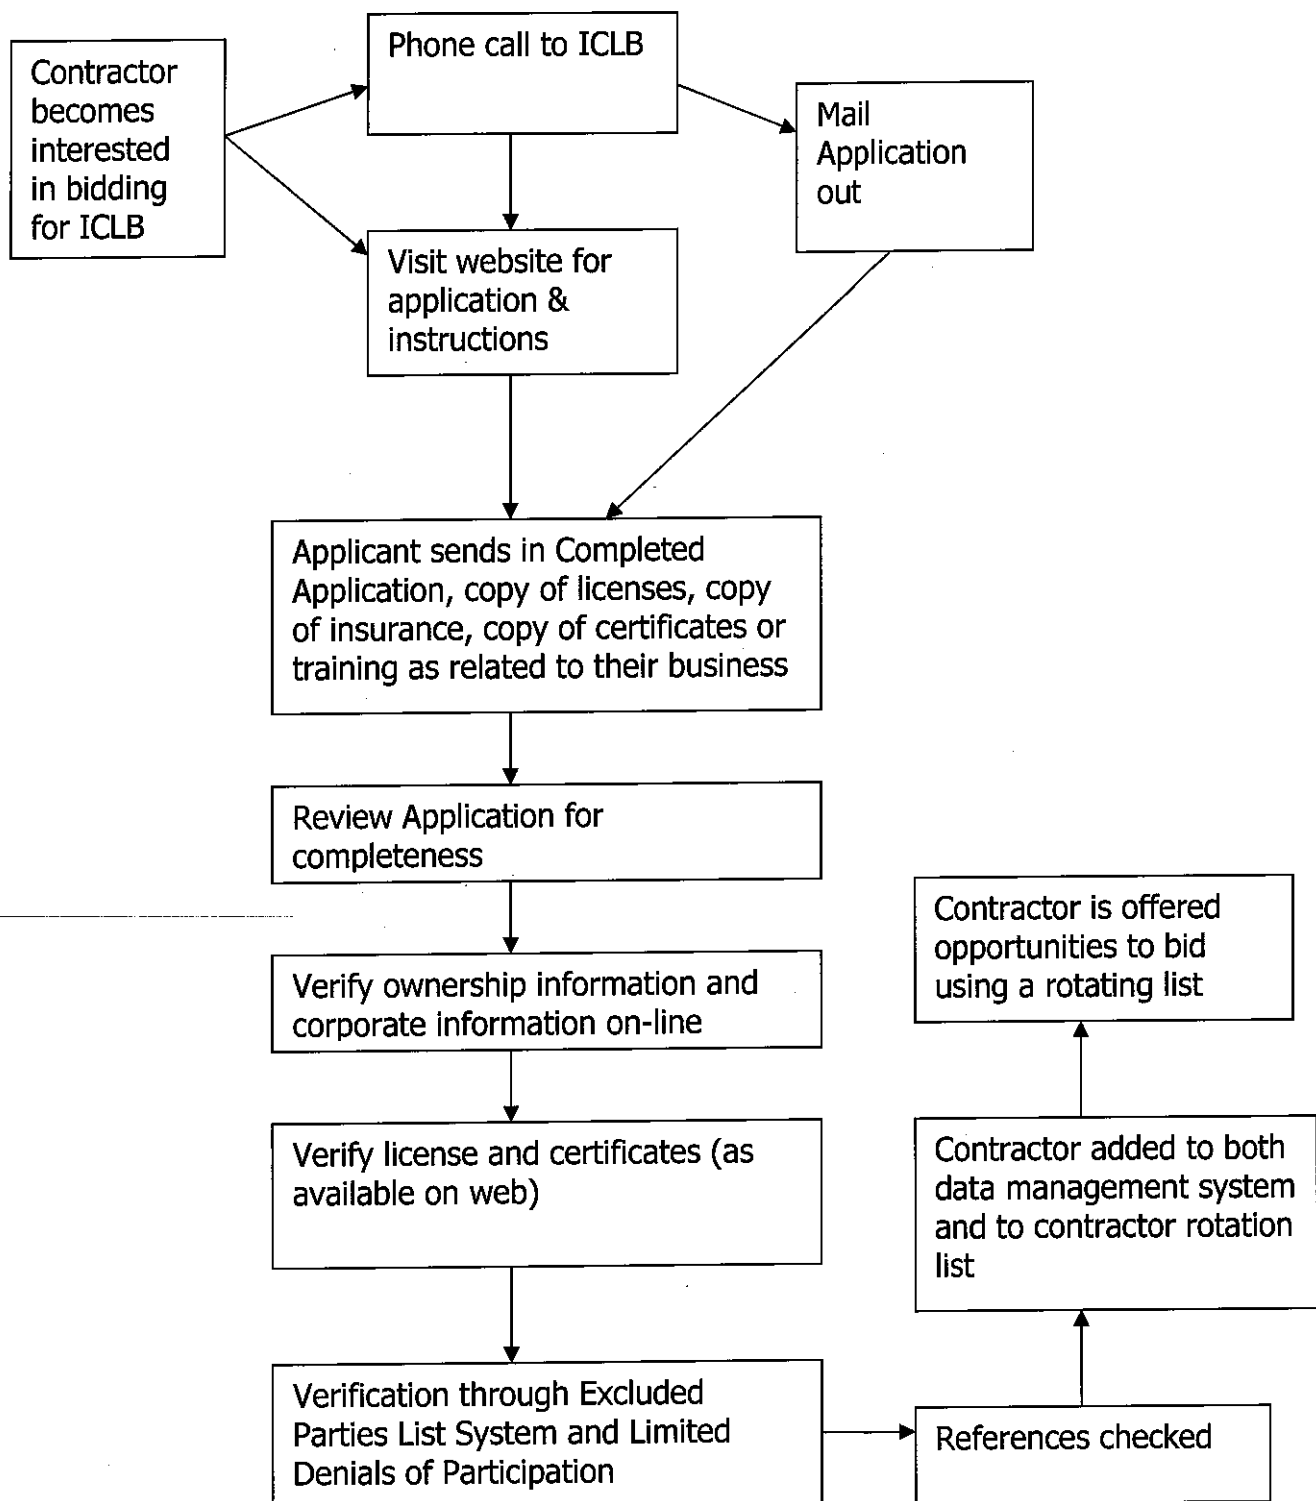 Contractor
becomes
interested
in bidding
for ICLB
Phone call to ICLB
Mail
Application
out
Visit website for
application &
instructions
Applicant sends in Completed
Application, copy of licenses, copy
of insurance, copy of certificates or
training as related to their business
Review Application for
completeness
Verify ownership information and
corporate information on-line
Verify license and certificates (as
available on web)
Verification through Excluded
Parties List System and Limited
Denials of Participation
References checked
Contractor added to both
data management system
and to contractor rotation
list
Contractor is offered
opportunities to bid
using a rotating list